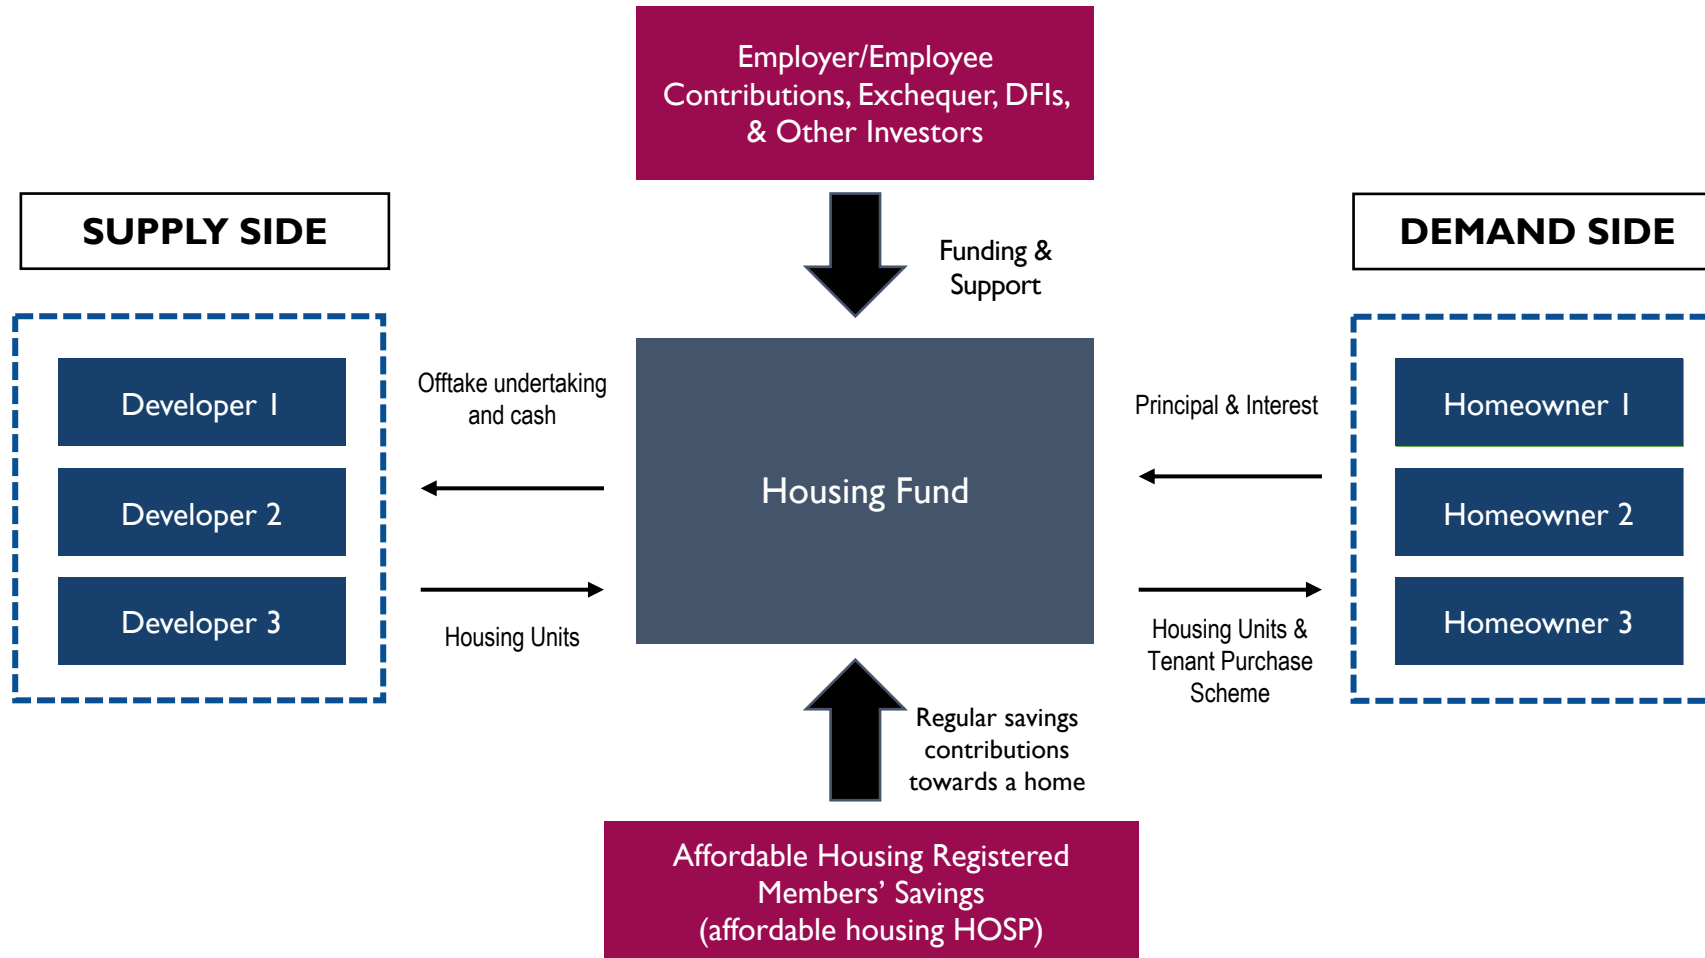 Employer/Employee
Contributions, Exchequer, DFIs,
& Other Investors
SUPPLY SIDE
DEMAND SIDE
Funding &
Support
Developer 1
Developer 2
Developer 3
Offtake undertaking
and cash
Housing Units
Housing Fund
Principal & Interest
Housing Units &
Tenant Purchase
Scheme
Homeowner 1
Homeowner 2
Homeowner 3
Regular savings
contributions
towards a home
Affordable Housing Registered
Members’ Savings
(affordable housing HOSP)